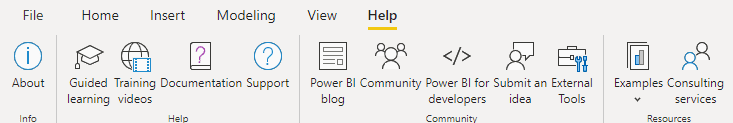 File Home Insert Modeling View Help
About Guided learning Training videos Documentation Support Power BI blog Community Power BI for developers Submit an idea External Tools Examples Consulting services
Info Help Community Resources